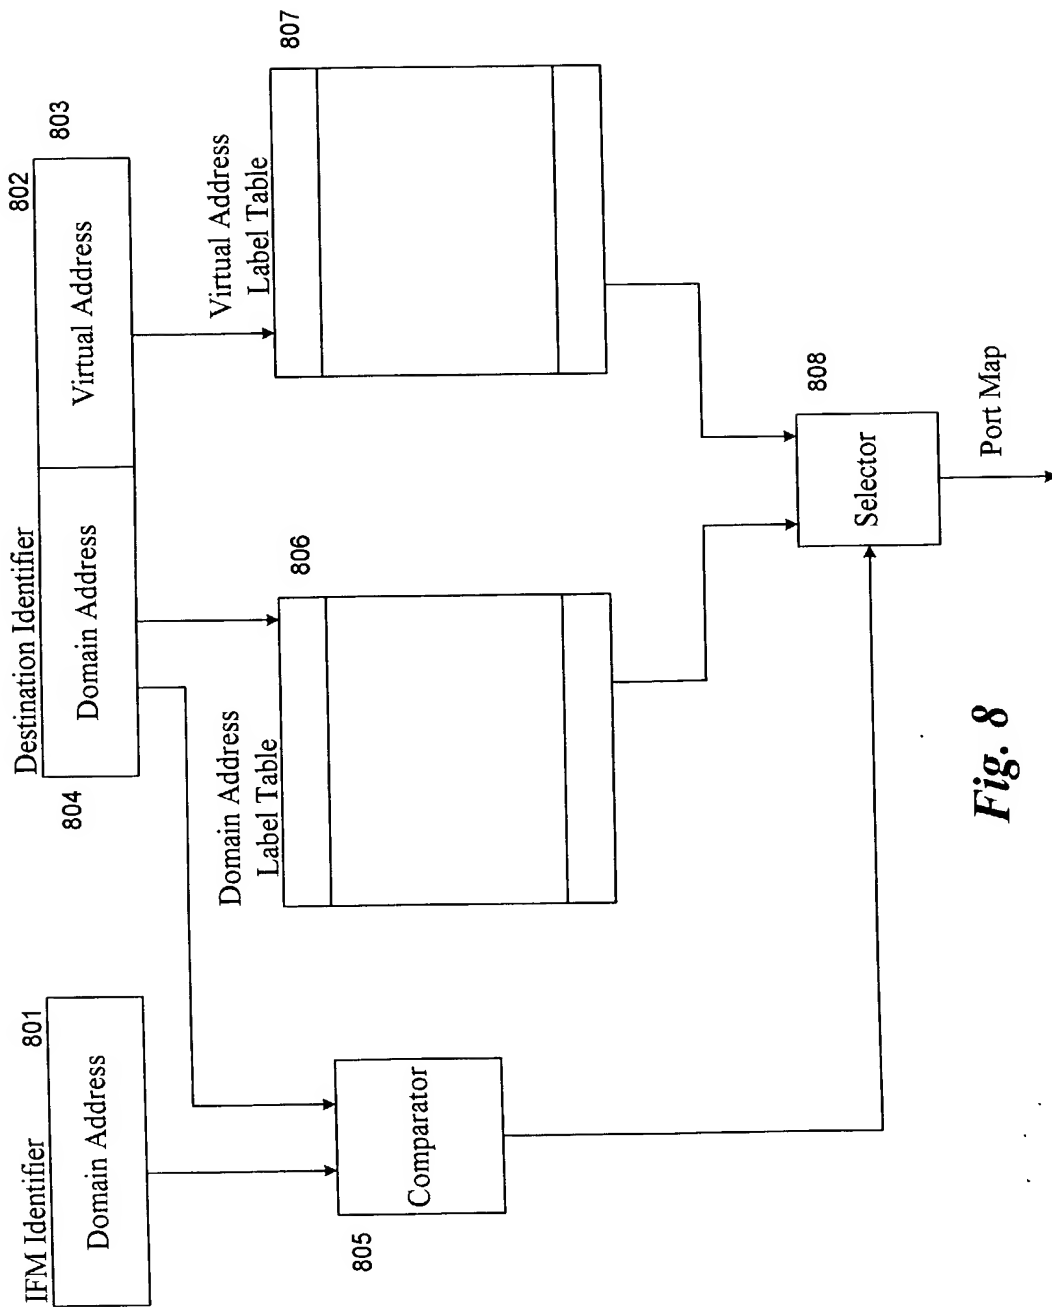 IFM Identifier
801
Domain Address
Destination Identifier
802
804
Domain Address
Virtual Address
803
Comparator
805
Domain Address
Label Table
806
Virtual Address
Label Table
807
Selector
808
Port Map
Fig. 8